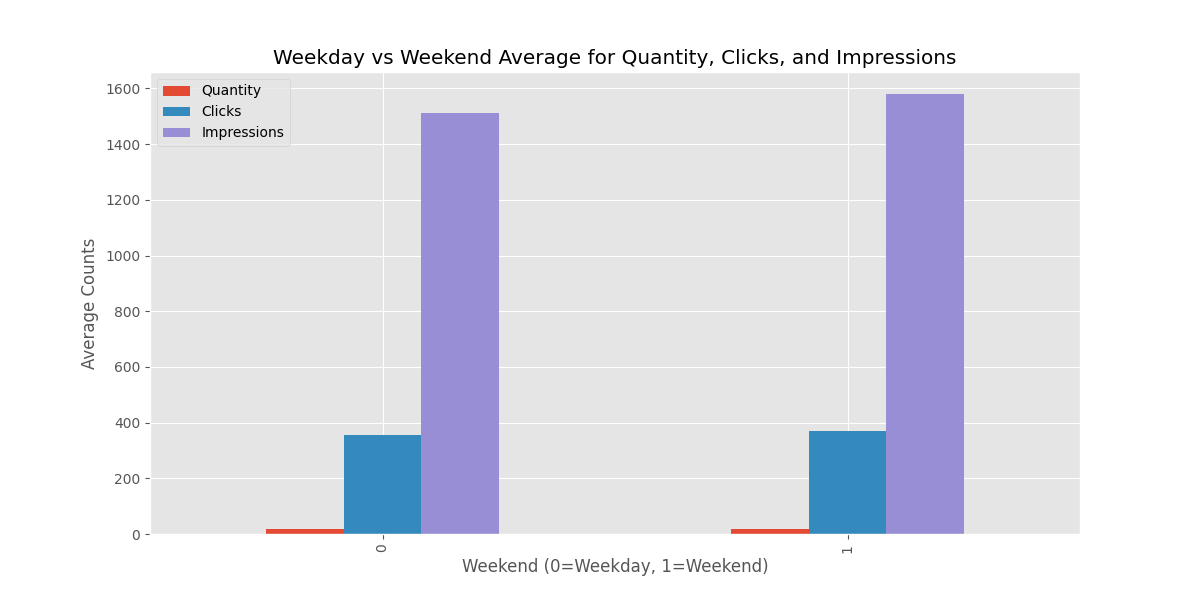 Weekday vs Weekend Average for Quantity, Clicks, and Impressions
Quantity
Clicks
Impressions
1600
1400
1200
1000
800
600
400
200
0
Average Counts
0
1
Weekend (0=Weekday, 1=Weekend)